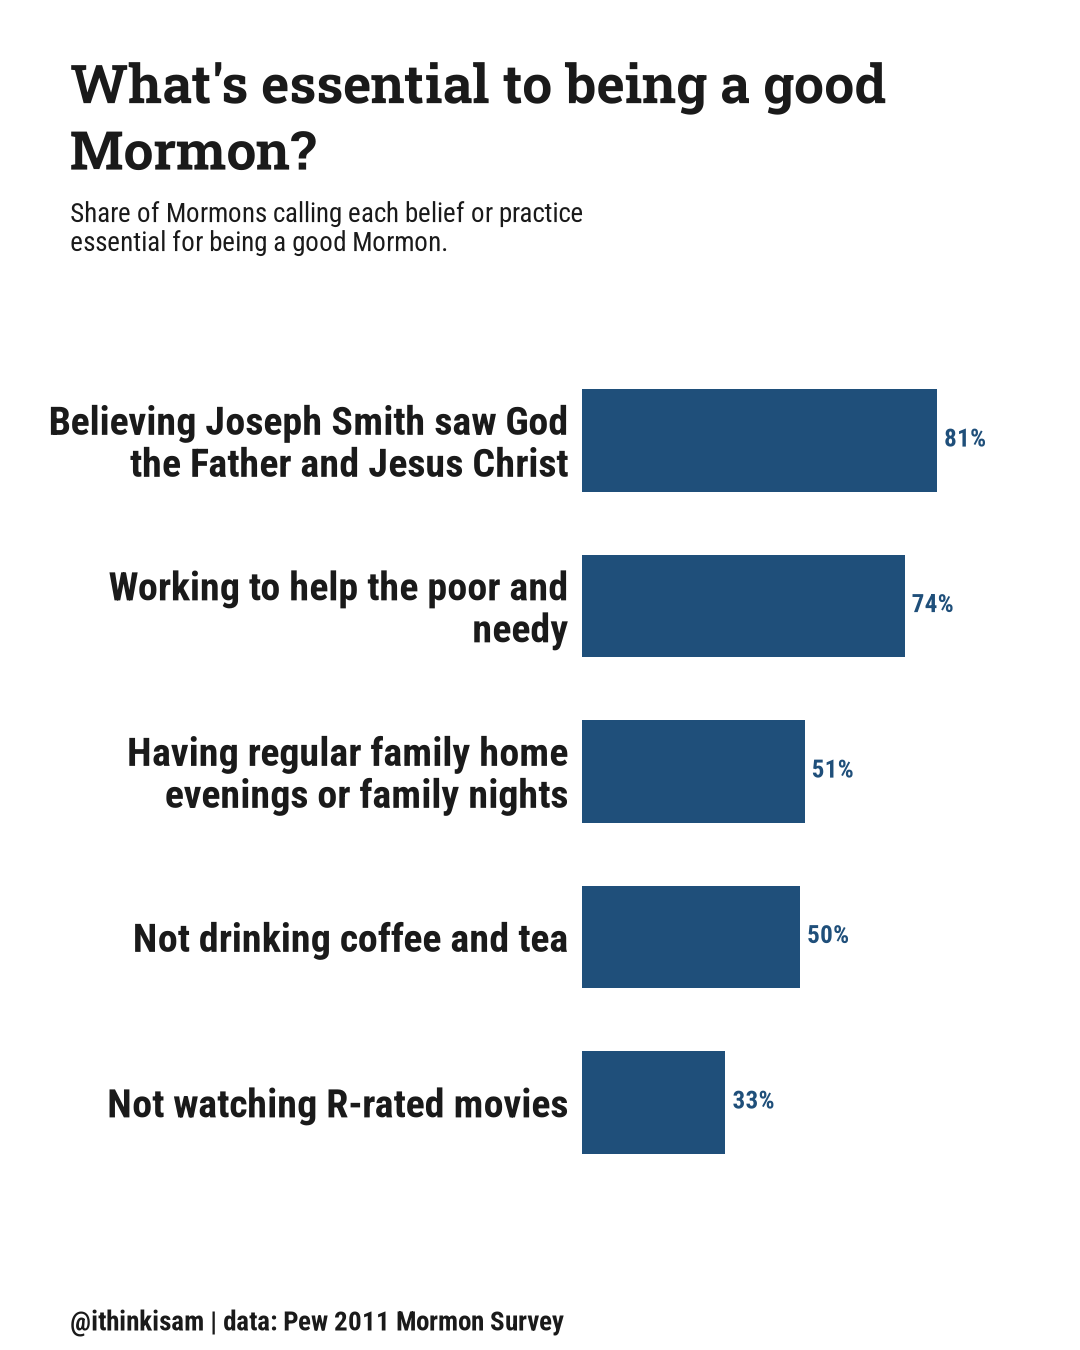 What's essential to being a good
Mormon?
Share of Mormons calling each belief or practice
essential for being a good Mormon.
Believing Joseph Smith saw God
the Father and Jesus Christ
81%
Working to help the poor and
needy
74%
Having regular family home
evenings or family nights
51%
Not drinking coffee and tea
50%
Not watching R-rated movies
33%
@ithinkisam | data: Pew 2011 Mormon Survey